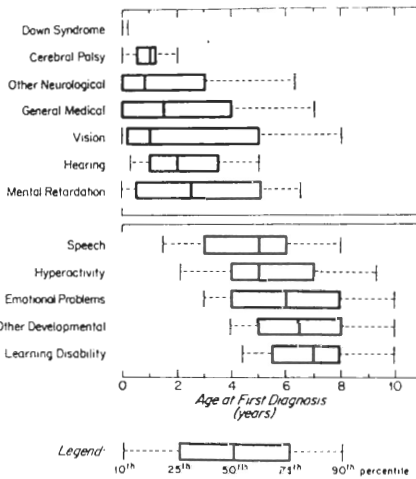 Down Syndrome
Cerebral Palsy
Other Neurological
General Medical
Vision
Hearing
Mental Retardation
Speech
Hyperactivity
Emotional Problems
Other Developmental
Learning Disability
0 2 4 6 8 10
Age at First Diagnosis
(years)
Legend:
10th 25th 50th 75th 90th percentile